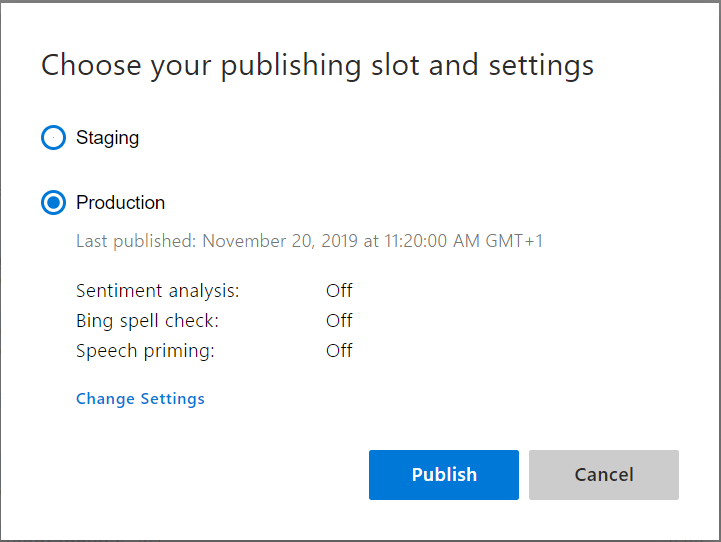 Choose your publishing slot and settings
Staging
Production
Last published: November 20, 2019 at 11:20:00 AM GMT+1
Sentiment analysis: Off
Bing spell check: Off
Speech priming: Off
Change Settings
Publish Cancel